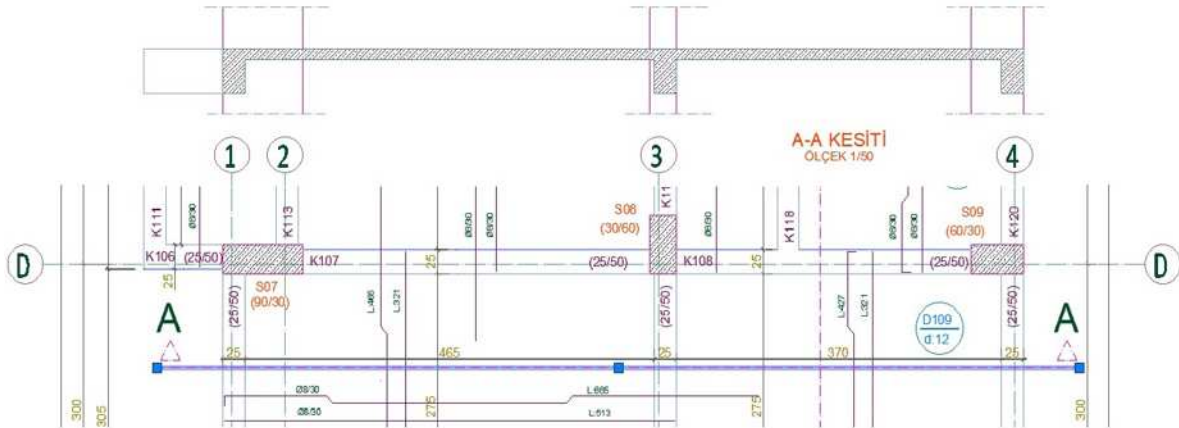 A-A KESİTİ
ÖLÇEK 1/50
1
2
3
4
K111
Ø8/30
K113
Ø8/30
Ø8/30
S08
(30/60)
K11
Ø8/30
K118
Ø8/30
Ø8/30
S09
(60/30)
K120
D
K106
(25/50)
K107
25
(25/50)
K108
25
(25/50)
D
25
S07
(90/30)
(25/50)
L:465
L:321
(25/50)
L:427
L:321
D109
d:12
(25/50)
A
A
25
465
25
370
25
Ø8/30
L:665
Ø8/30
L:513
300
305
275
275
300